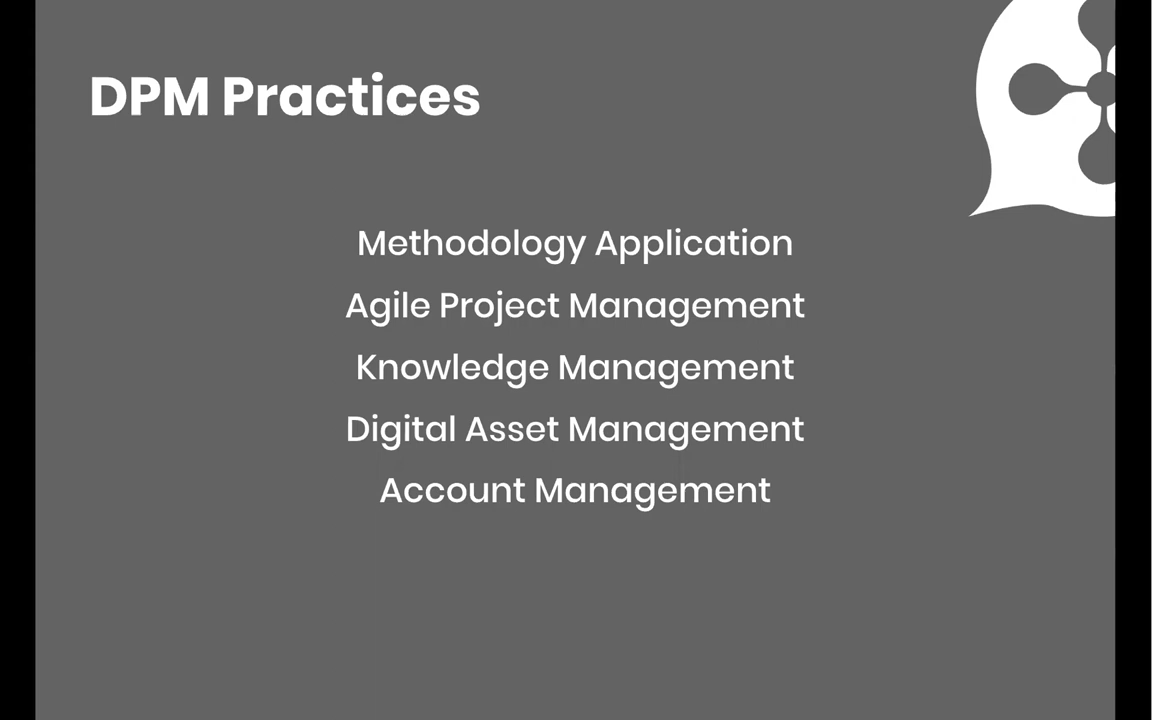 DPM Practices
Methodology Application
Agile Project Management
Knowledge Management
Digital Asset Management
Account Management